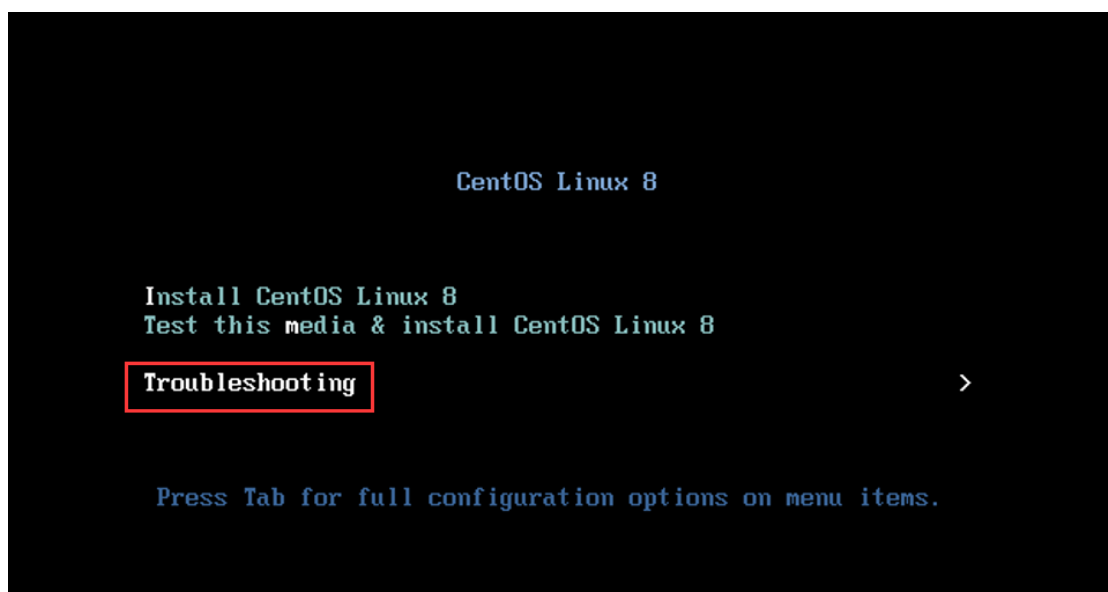 CentOS Linux 8
Install CentOS Linux 8
Test this media & install CentOS Linux 8
Troubleshooting >
Press Tab for full configuration options on menu items.